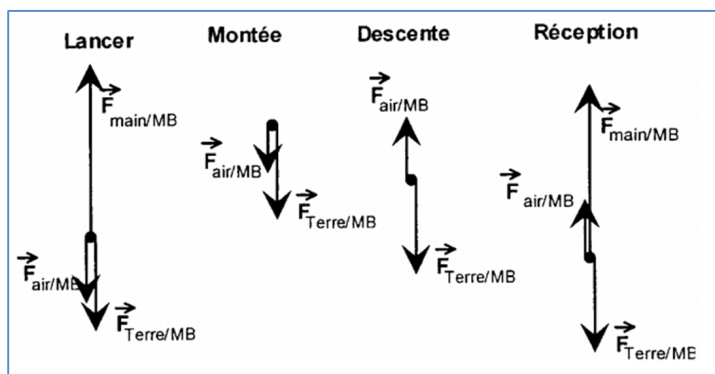 Lancer
F main/MB
F air/MB
F Terre/MB
Montée
F air/MB
F Terre/MB
Descente
F air/MB
F Terre/MB
Réception
F main/MB
F air/MB
F Terre/MB